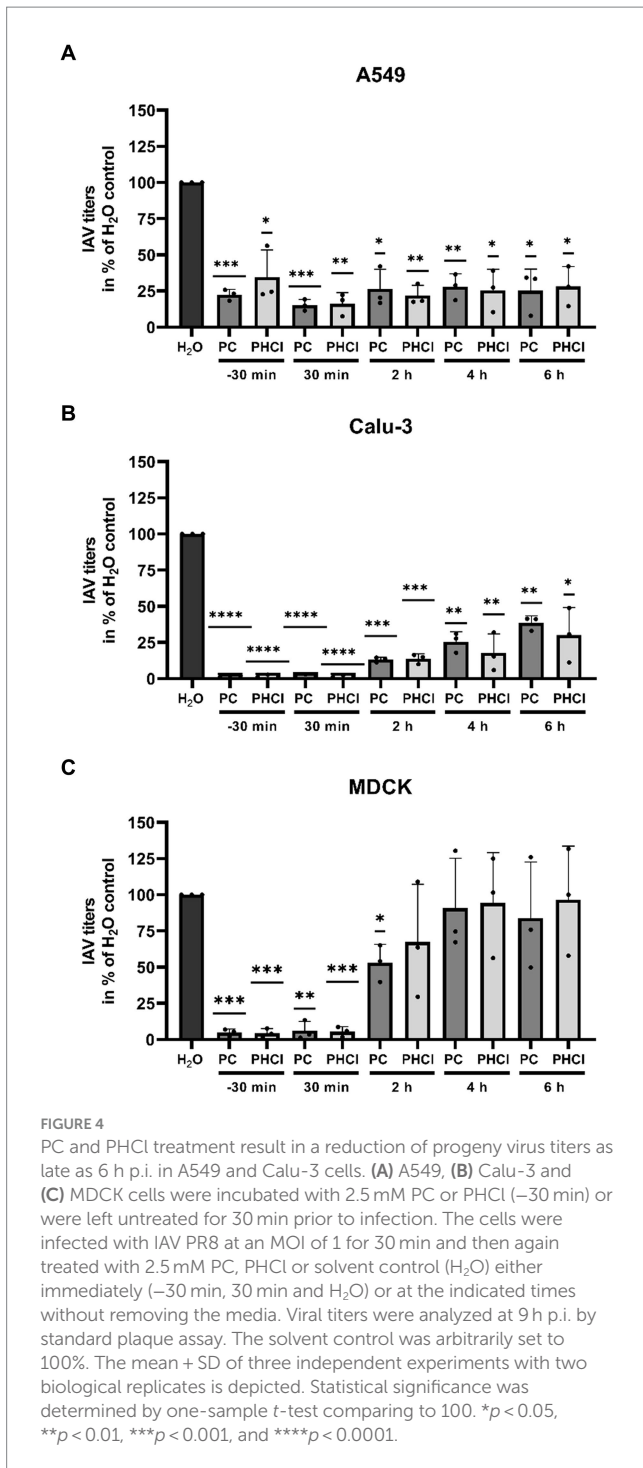 A
A549
IAV titers
in % of H₂O control
150
125
100
75
50
25
0
*** * *** ** * ** ** * * *
H₂O PC PHCl PC PHCl PC PHCl PC PHCl PC PHCl
-30 min 30 min 2 h 4 h 6 h
B
Calu-3
IAV titers
in % of H₂O control
150
125
100
75
50
25
0
**** **** **** **** *** *** ** ** ** *
H₂O PC PHCl PC PHCl PC PHCl PC PHCl PC PHCl
-30 min 30 min 2 h 4 h 6 h
C
MDCK
IAV titers
in % of H₂O control
150
125
100
75
50
25
0
*** *** ** *** *
H₂O PC PHCl PC PHCl PC PHCl PC PHCl PC PHCl
-30 min 30 min 2 h 4 h 6 h
FIGURE 4
PC and PHCl treatment result in a reduction of progeny virus titers as
late as 6 h p.i. in A549 and Calu-3 cells. (A) A549, (B) Calu-3 and
(C) MDCK cells were incubated with 2.5 mM PC or PHCl (−30 min) or
were left untreated for 30 min prior to infection. The cells were
infected with IAV PR8 at an MOI of 1 for 30 min and then again
treated with 2.5 mM PC, PHCl or solvent control (H₂O) either
immediately (−30 min, 30 min and H₂O) or at the indicated times
without removing the media. Viral titers were analyzed at 9 h p.i. by
standard plaque assay. The solvent control was arbitrarily set to
100%. The mean + SD of three independent experiments with two
biological replicates is depicted. Statistical significance was
determined by one-sample t-test comparing to 100. *p < 0.05,
**p < 0.01, ***p < 0.001, and ****p < 0.0001.